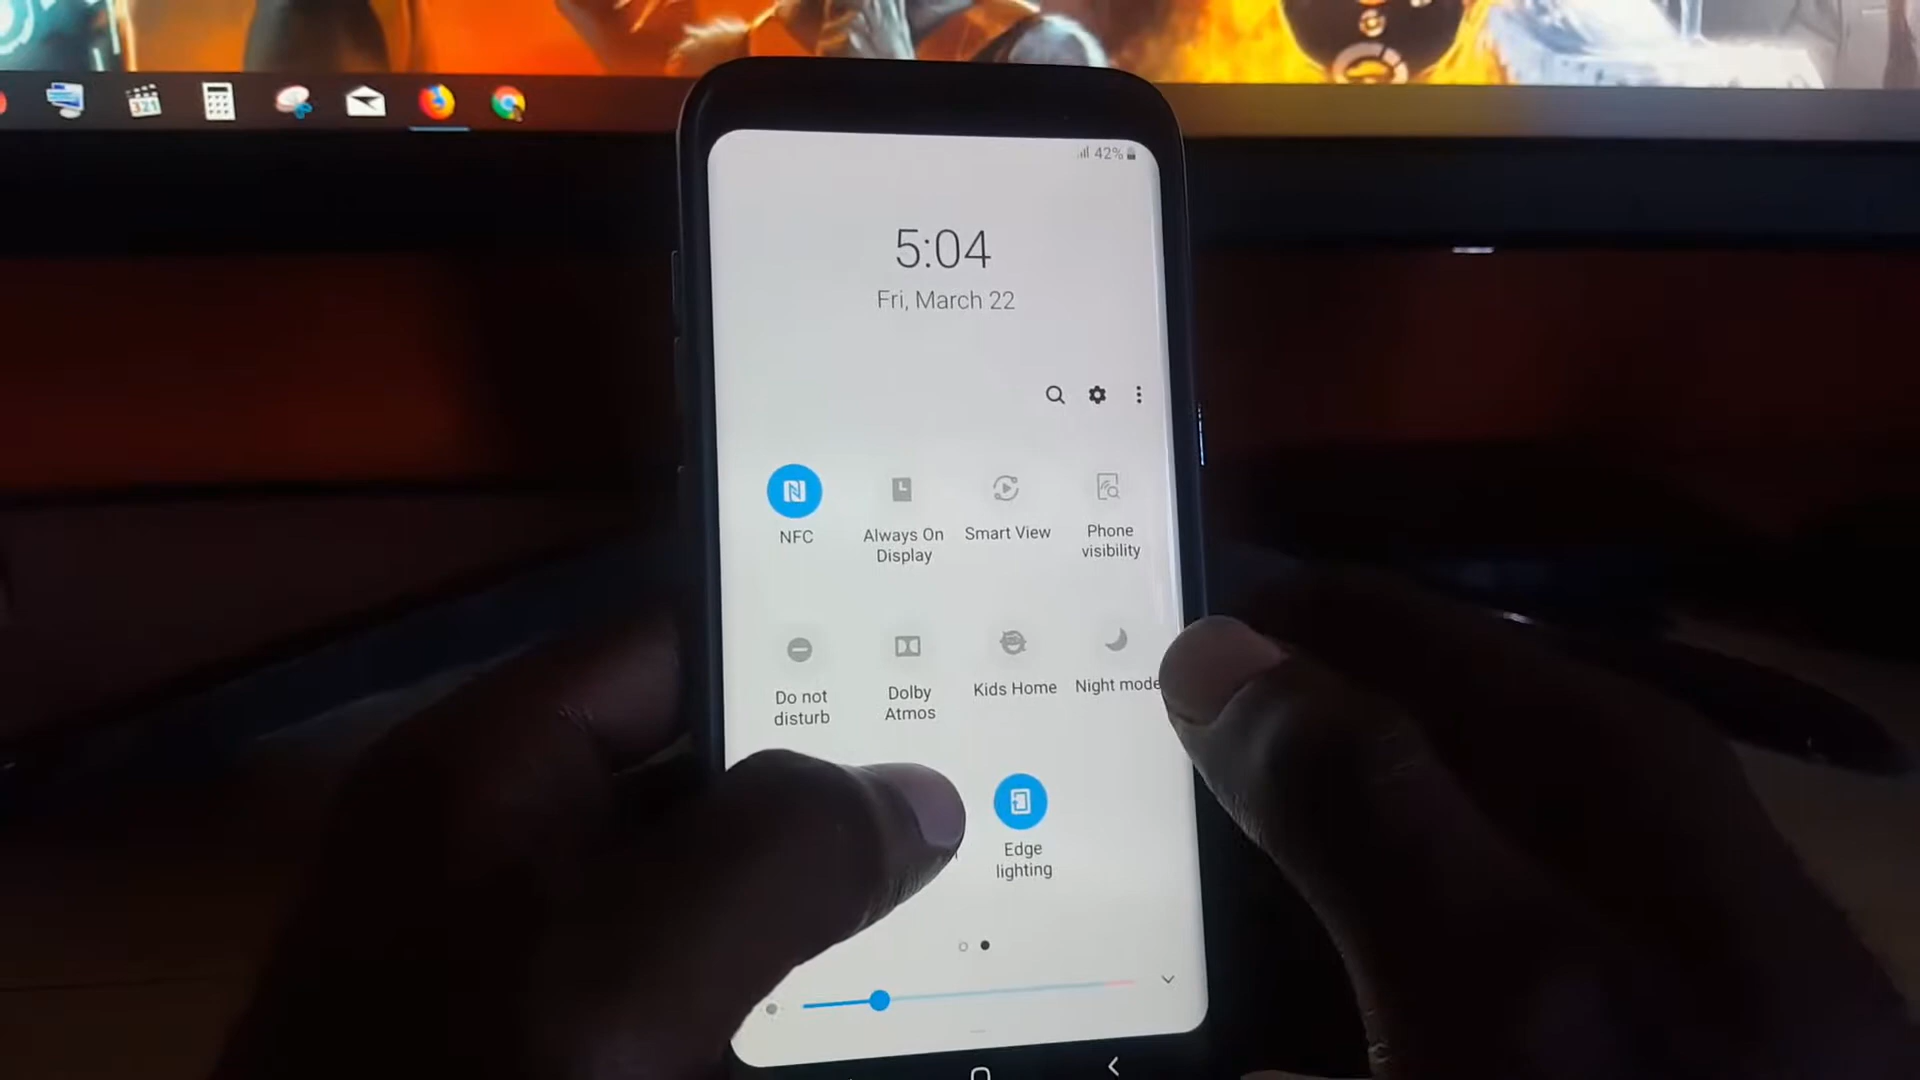 321
42%
5:04
Fri, March 22
NFC
Always On
Display
Smart View
Phone
visibility
Do not
disturb
Dolby
Atmos
Kids Home
Night mode
Edge
lighting